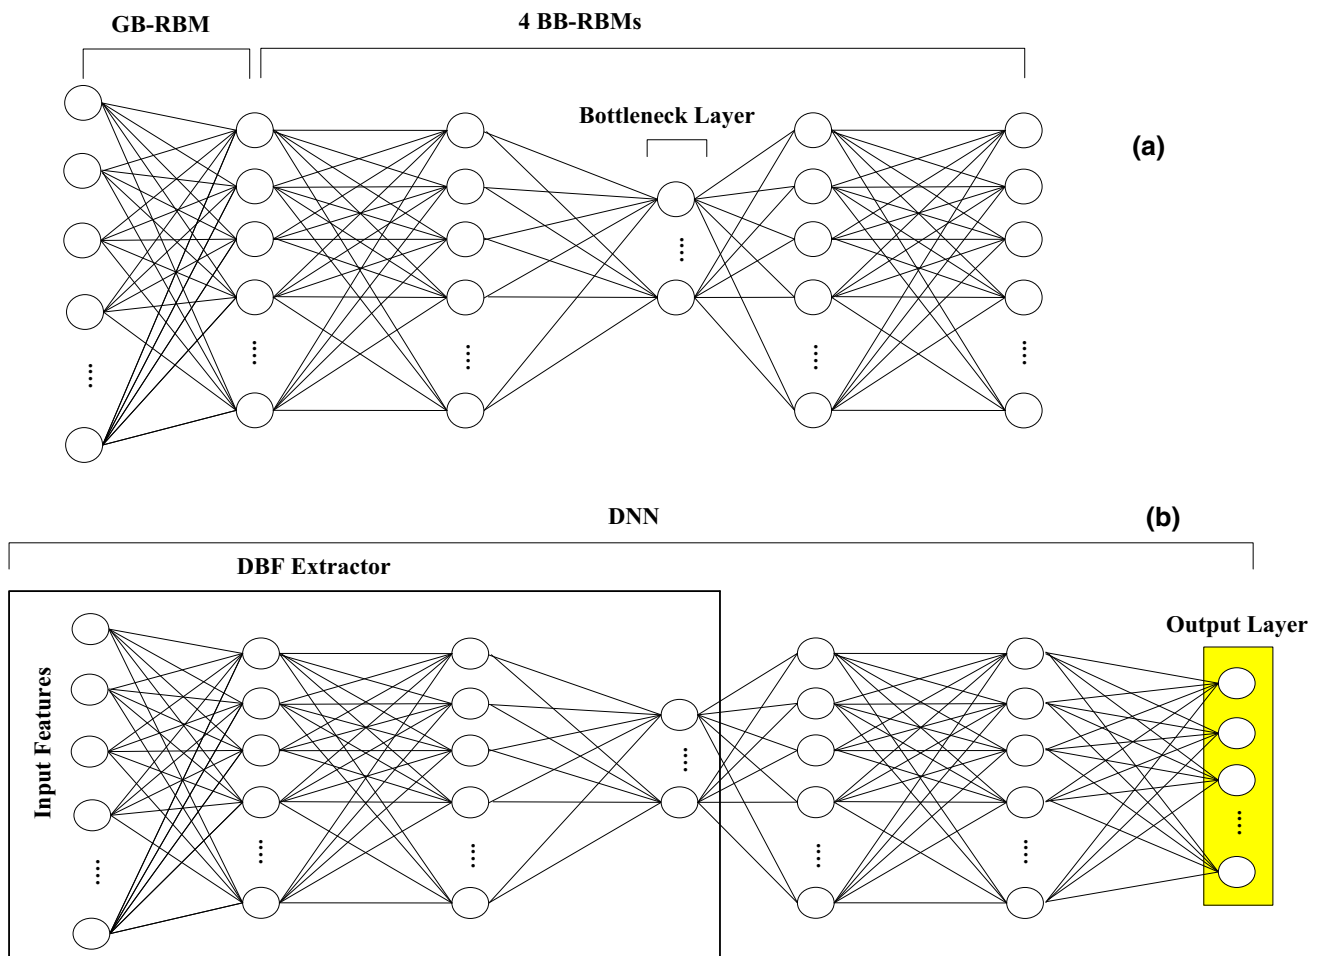 GB-RBM
4 BB-RBMs
Bottleneck Layer
(a)
DNN
(b)
DBF Extractor
Output Layer
Input Features